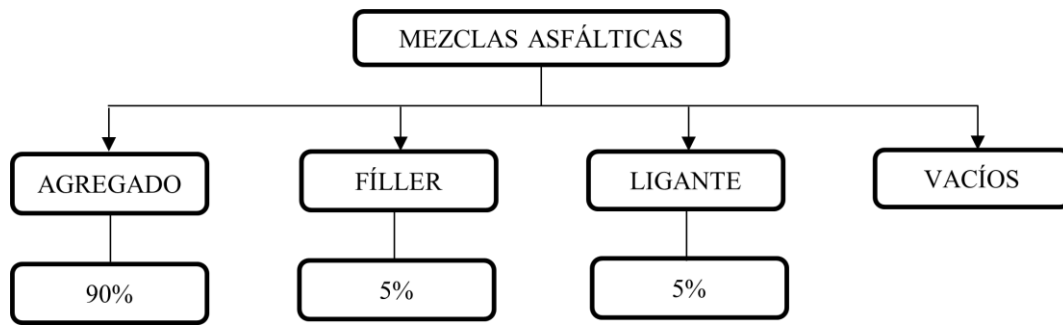 MEZCLAS ASFÁLTICAS
AGREGADO
FÍLLER
LIGANTE
VACÍOS
90%
5%
5%